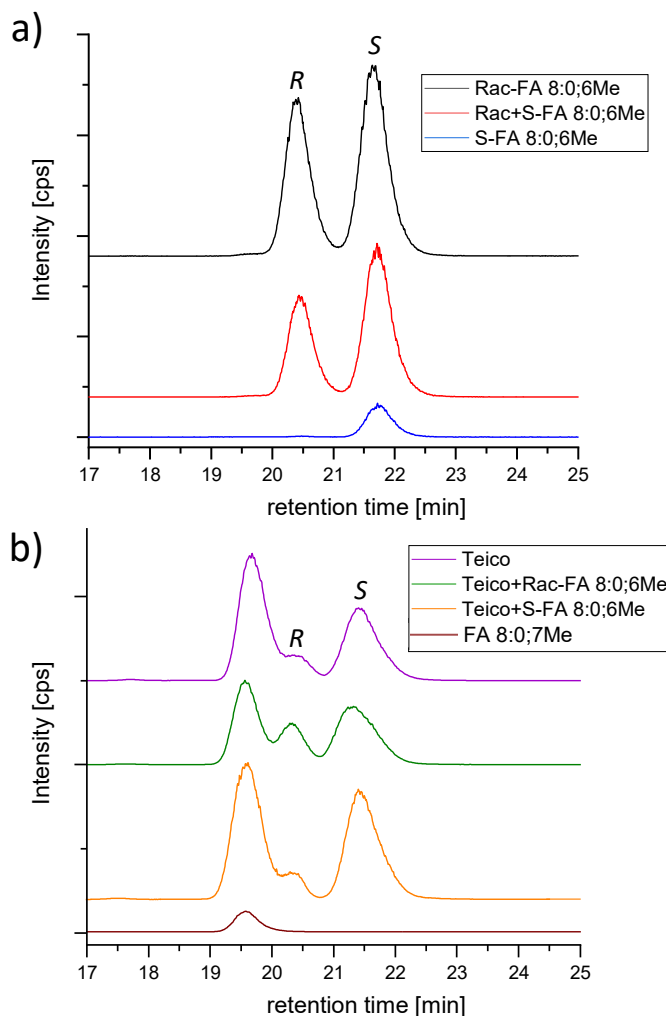 a)
R
S
Rac-FA 8:0;6Me
Rac+S-FA 8:0;6Me
S-FA 8:0;6Me
Intensity [cps]
17 18 19 20 21 22 23 24 25
retention time [min]
b)
R
S
Teico
Teico+Rac-FA 8:0;6Me
Teico+S-FA 8:0;6Me
FA 8:0;7Me
Intensity [cps]
17 18 19 20 21 22 23 24 25
retention time [min]